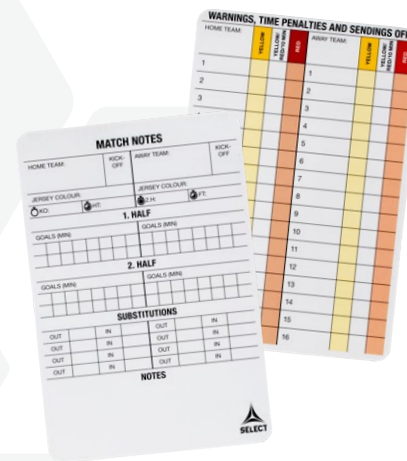 WARNINGS, TIME PENALTIES AND SENDINGS OFF
HOME TEAM: YELLOW YELLOW/ RED/10 MIN RED AWAY TEAM: YELLOW YELLOW/ RED/10 MIN RED
1 1
2 2
3 3
4
5
6
7
8
9
10
11
12
13
14
15
16
MATCH NOTES
HOME TEAM: KICK-OFF AWAY TEAM: KICK-OFF
JERSEY COLOUR: JERSEY COLOUR:
KO: HT: 2.H: FT:
1. HALF
GOALS (MIN) GOALS (MIN)
2. HALF
GOALS (MIN) GOALS (MIN)
SUBSTITUTIONS
OUT IN OUT IN
OUT IN OUT IN
OUT IN OUT IN
OUT IN OUT IN
NOTES
SELECT